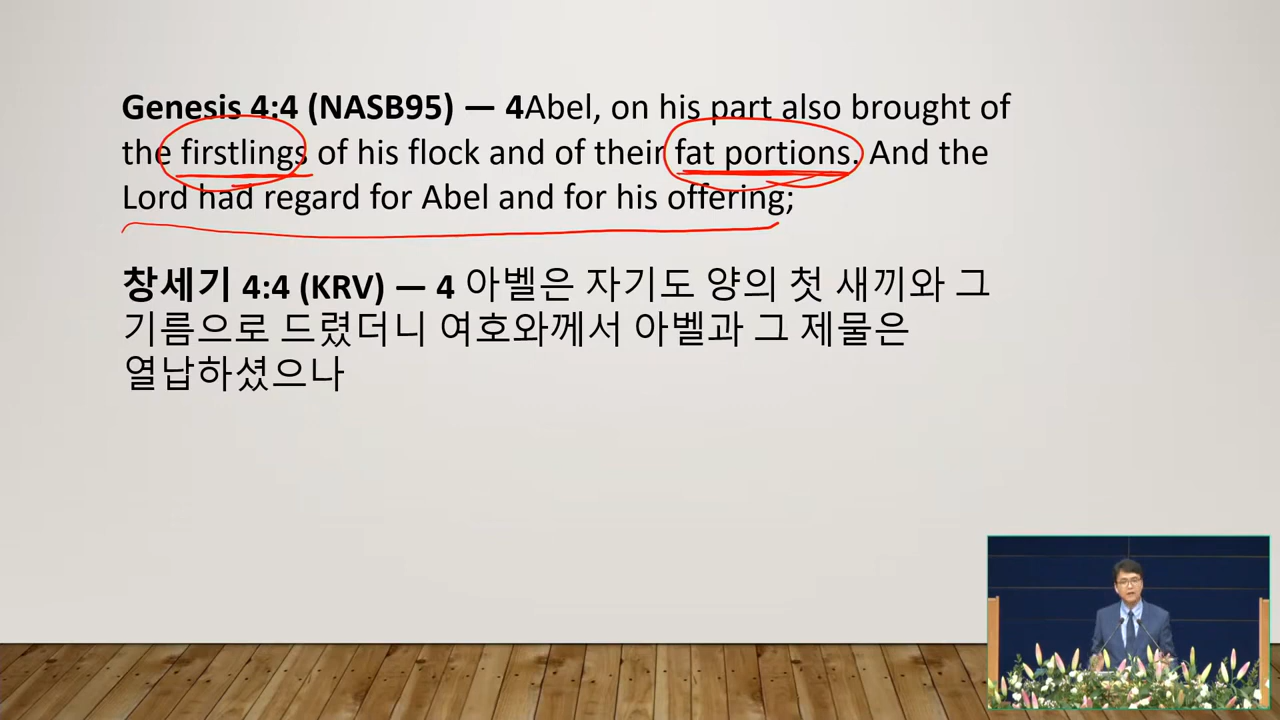 Genesis 4:4 (NASB95) — 4Abel, on his part also brought of
the firstlings of his flock and of their fat portions. And the
Lord had regard for Abel and for his offering;
창세기 4:4 (KRV) — 4 아벨은 자기도 양의 첫 새끼와 그
기름으로 드렸더니 여호와께서 아벨과 그 제물은
열납하셨으나